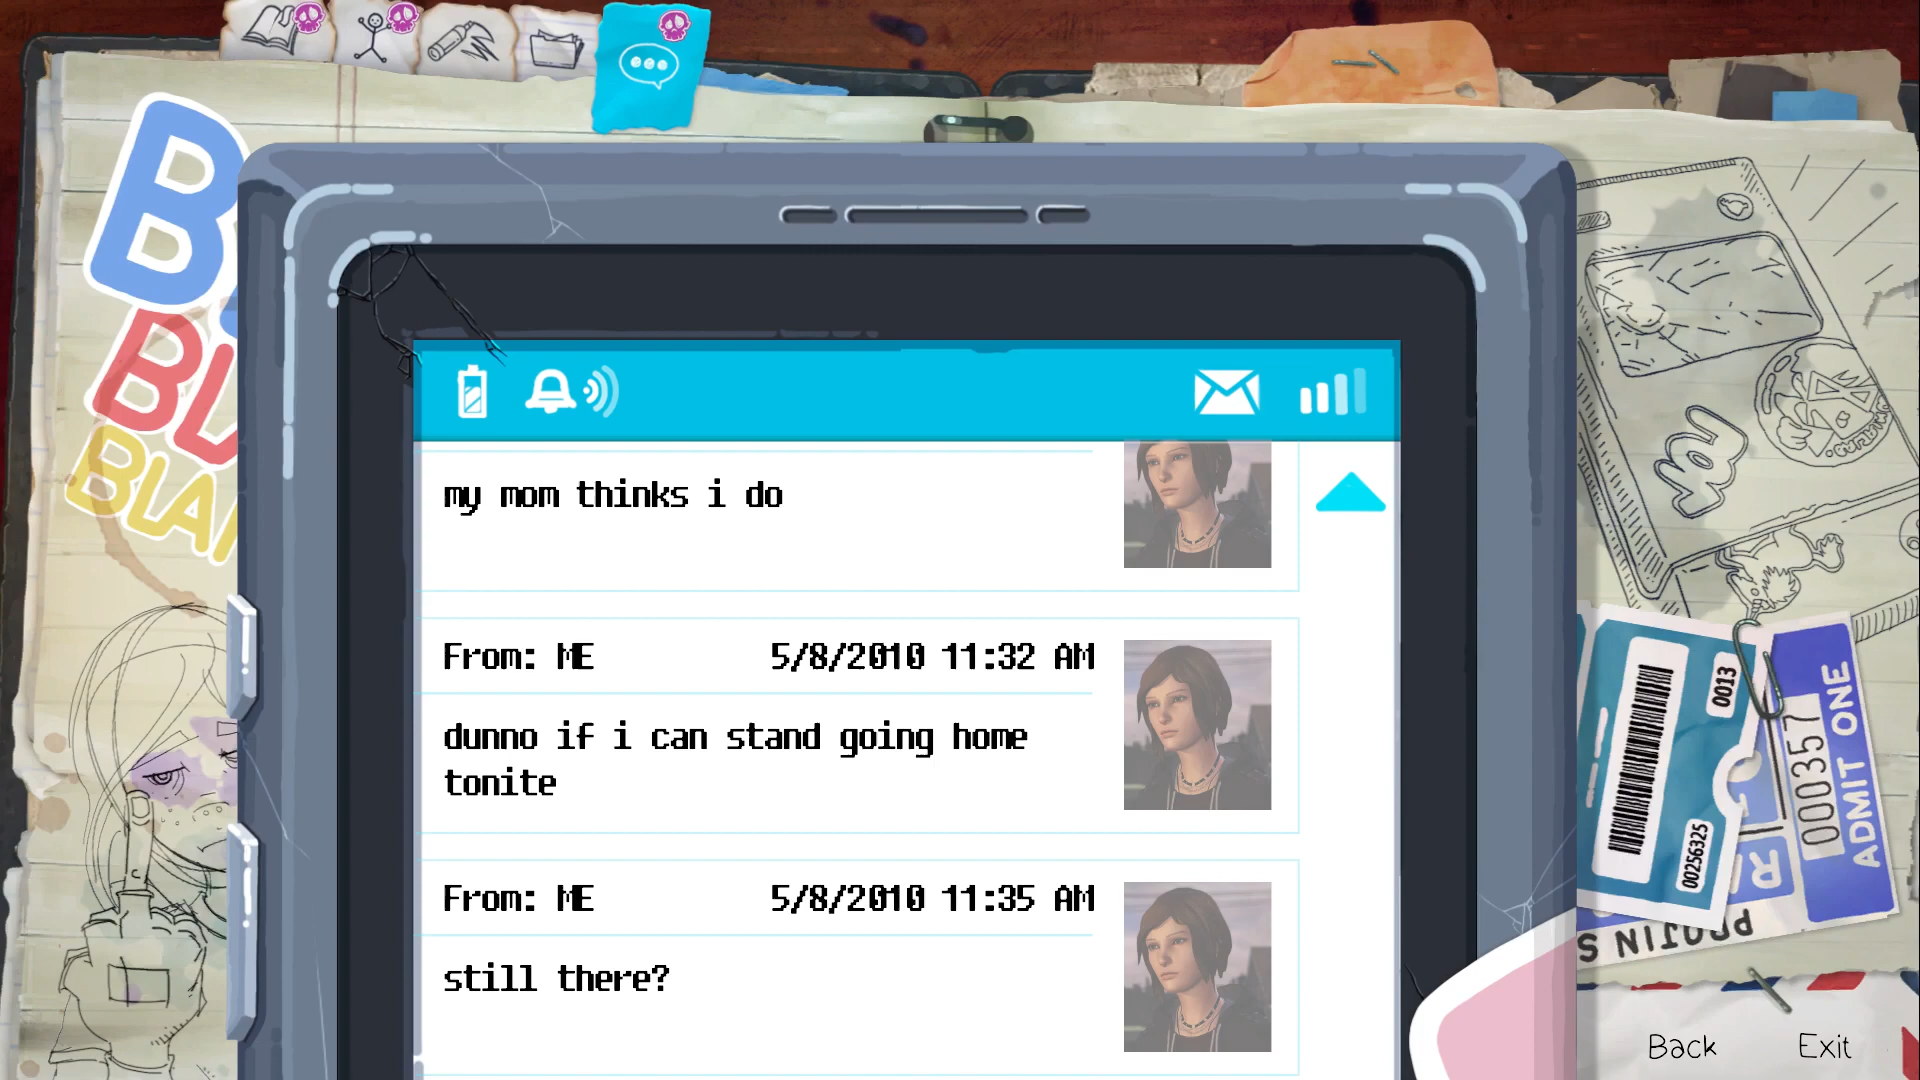 my mom thinks i do
From: ME 5/8/2010 11:32 AM
dunno if i can stand going home
tonite
From: ME 5/8/2010 11:35 AM
still there?
0013
00256325
000357
ADMIT ONE
Back
Exit